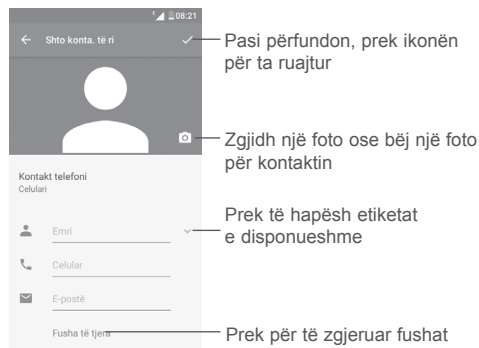 08:21
Shto konta. të ri
Pasi përfundon, prek ikonën
për ta ruajtur
Zgjidh një foto ose bëj një foto
për kontaktin
Kontakt telefoni
Celulari
Prek të hapësh etiketat
e disponueshme
Emri
Celular
E-postë
Fusha të tjera
Prek për të zgjeruar fushat